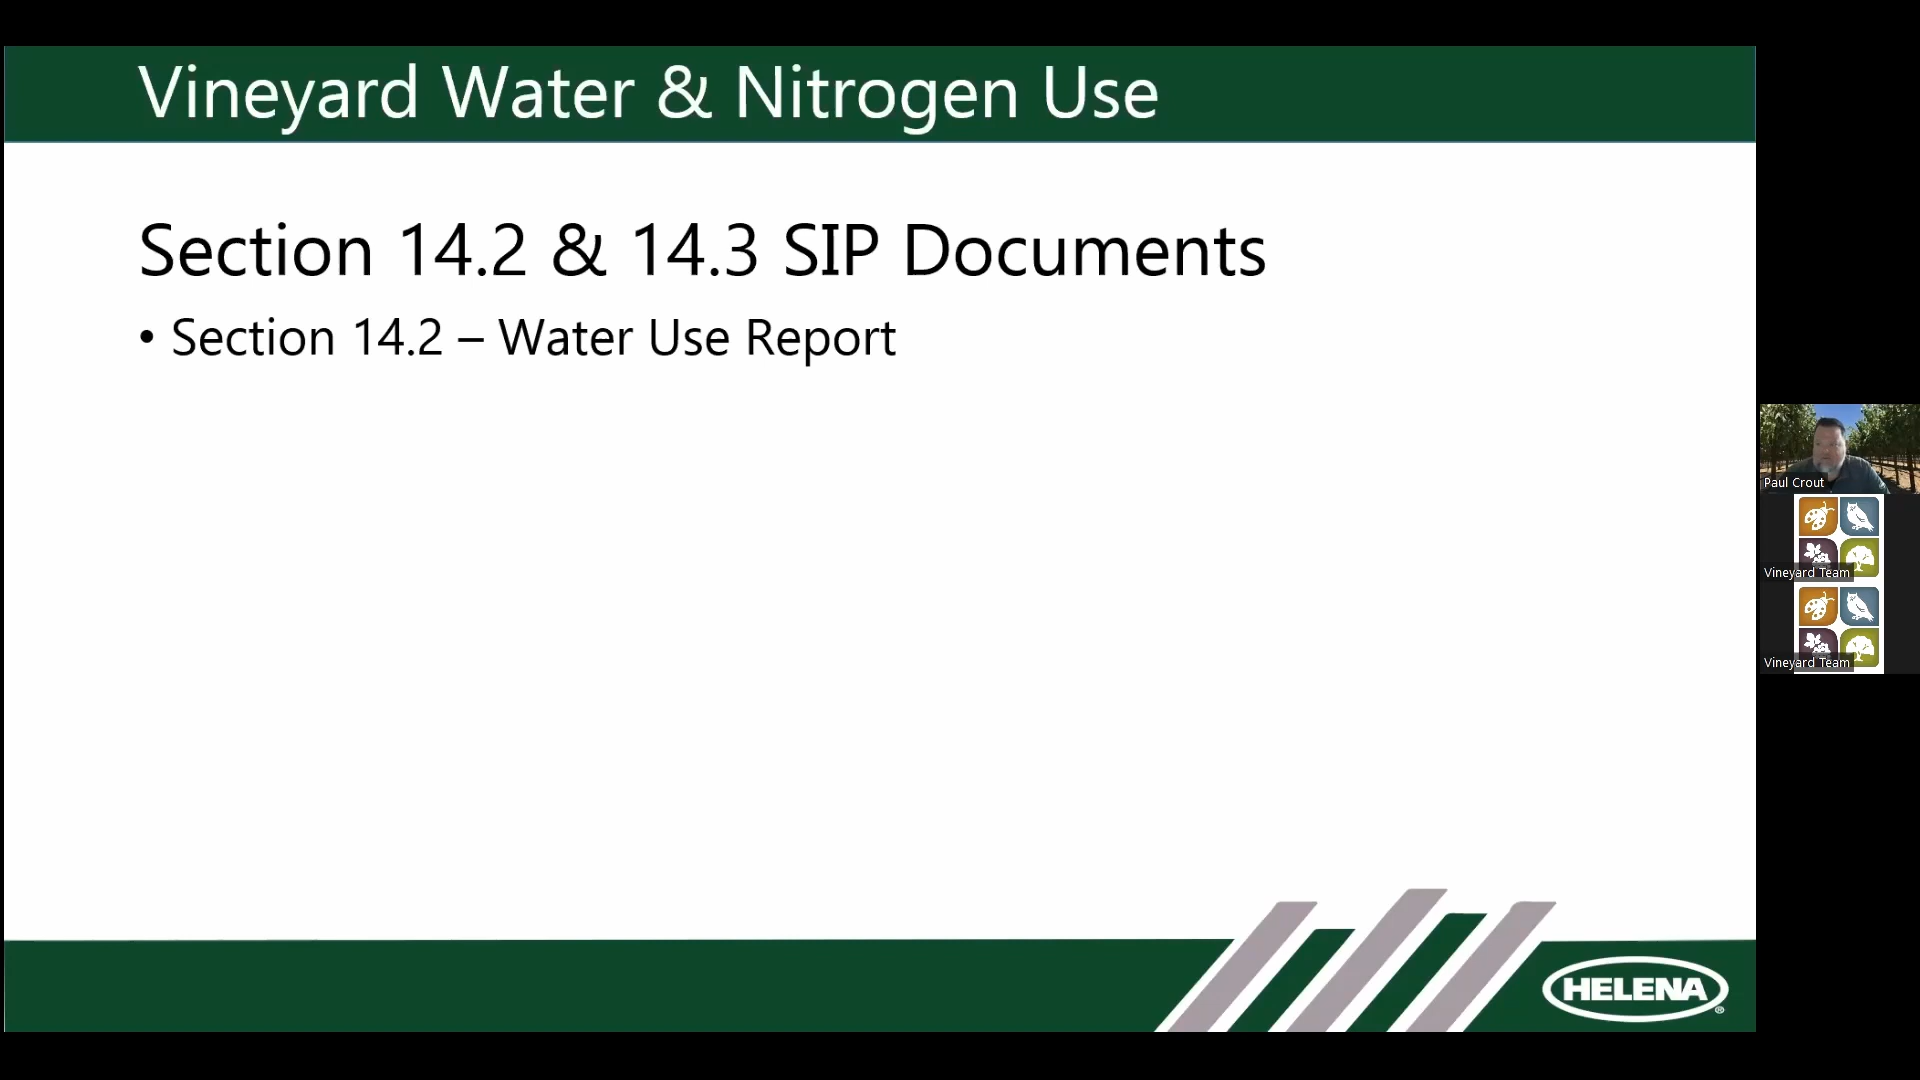 Vineyard Water & Nitrogen Use
Section 14.2 & 14.3 SIP Documents
• Section 14.2 – Water Use Report
Paul Crout
Vineyard Team
Vineyard Team
HELENA®